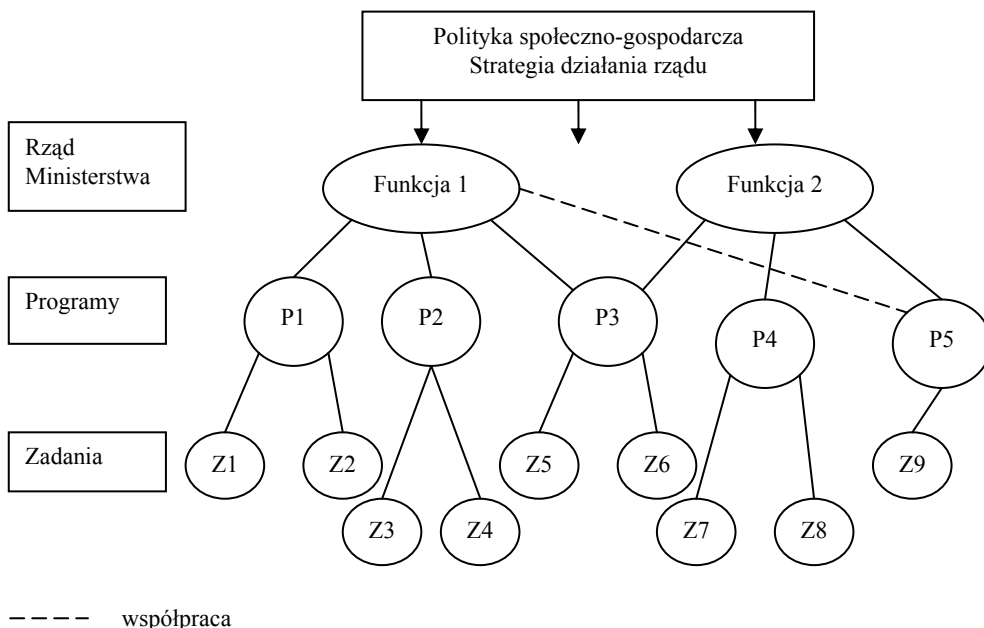 Polityka społeczno-gospodarcza
Strategia działania rządu
Rząd
Ministerstwa
Funkcja 1
Funkcja 2
Programy
P1
P2
P3
P4
P5
Zadania
Z1
Z2
Z5
Z6
Z9
Z3
Z4
Z7
Z8
współpraca